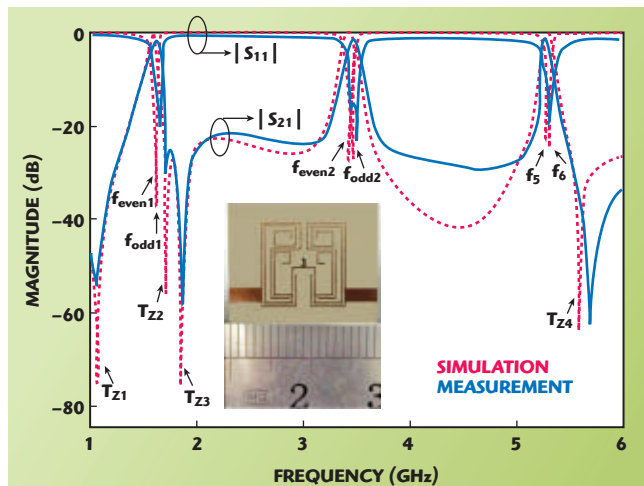 0
|S11|
|S21|
−20
feven1
fodd1
feven2
fodd2
f5 f6
−40
TZ2
−60
TZ1
TZ3
TZ4
2 3
SIMULATION
MEASUREMENT
−80
1 2 3 4 5 6
MAGNITUDE (dB)
FREQUENCY (GHz)